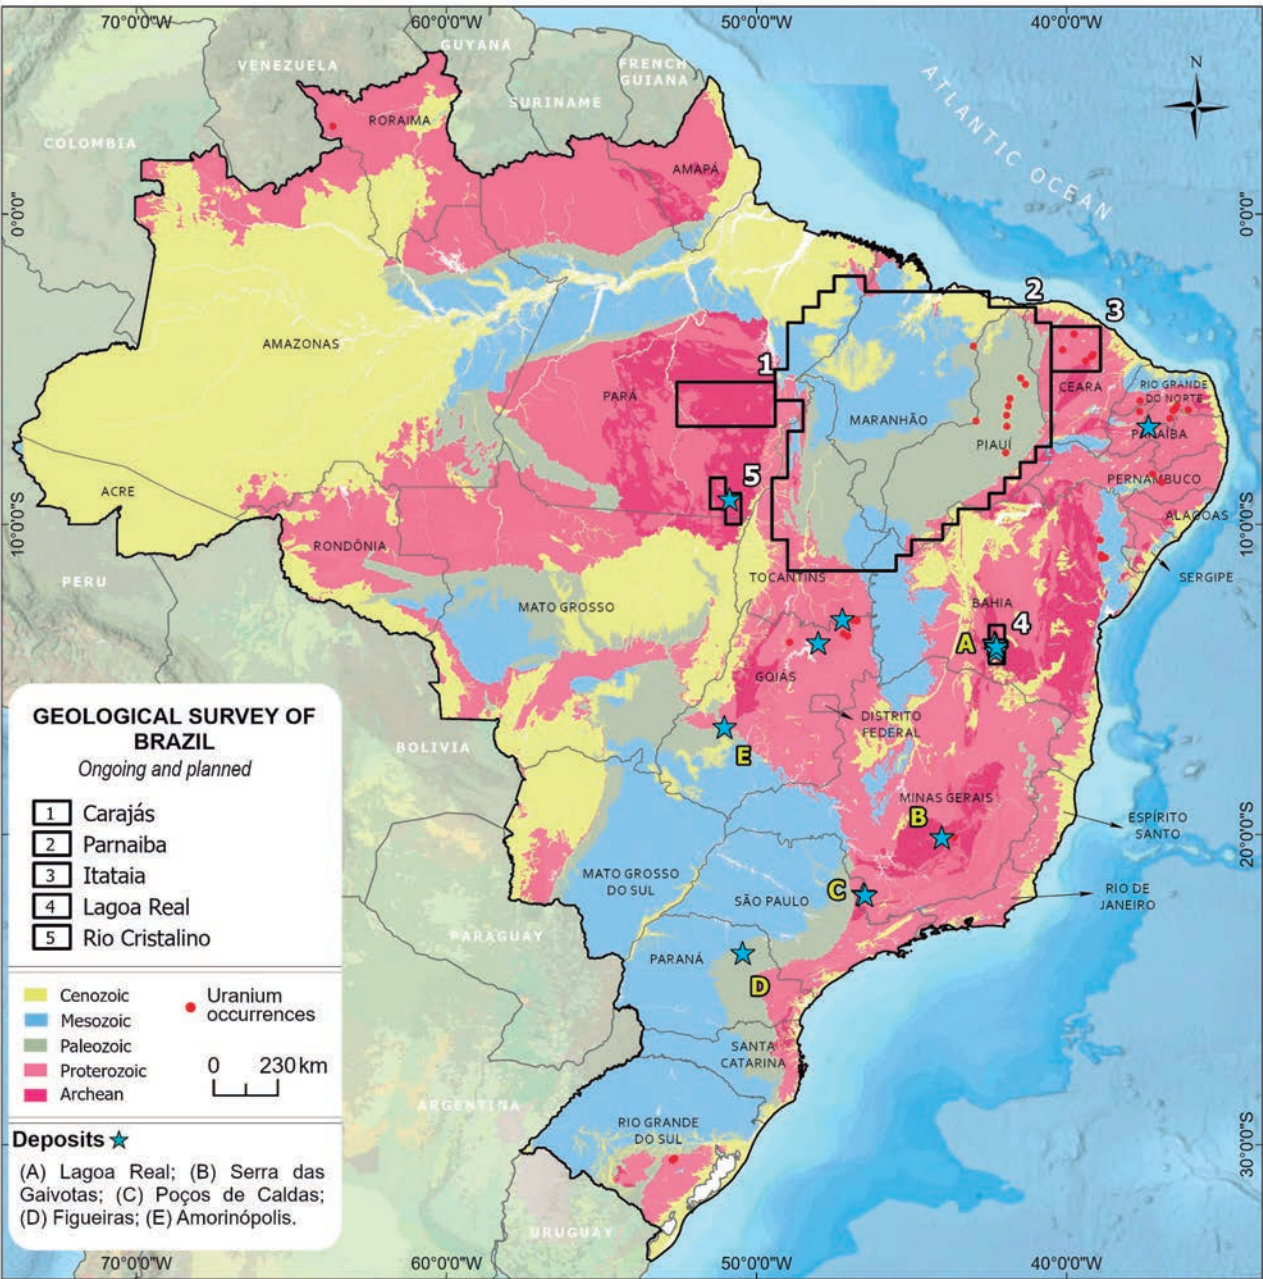 70°0'0"W
60°0'0"W
50°0'0"W
40°0'0"W
GUYANA
VENEZUELA
FRENCH
GUIANA
SURINAME
COLOMBIA
N
ATLANTIC OCEAN
RORAIMA
AMAPÁ
0°0'0"
0°0'0"
2
3
1
AMAZONAS
PARÁ
MARANHÃO
CEARÁ
RIO GRANDE
DO NORTE
PARAÍBA
PIAUÍ
5
PERNAMBUCO
ACRE
ALAGOAS
10°0'0"S
10°0'0"S
RONDÔNIA
PERU
TOCANTINS
SERGIPE
MATO GROSSO
BAHIA
4
A
GOIÁS
DISTRITO
FEDERAL
BOLIVIA
E
MINAS GERAIS
B
ESPÍRITO
SANTO
20°0'0"S
MATO GROSSO
DO SUL
C
SÃO PAULO
RIO DE
JANEIRO
PARAGUAY
PARANÁ
D
SANTA
CATARINA
ARGENTINA
RIO GRANDE
DO SUL
30°0'0"S
URUGUAY
GEOLOGICAL SURVEY OF
BRAZIL
Ongoing and planned
1 Carajás
2 Parnaiba
3 Itataia
4 Lagoa Real
5 Rio Cristalino
Cenozoic
Mesozoic
Paleozoic
Proterozoic
Archean
Uranium
occurrences
0 230 km
Deposits
(A) Lagoa Real; (B) Serra das
Gaivotas; (C) Poços de Caldas;
(D) Figueiras; (E) Amorinópolis.
70°0'0"W
60°0'0"W
50°0'0"W
40°0'0"W